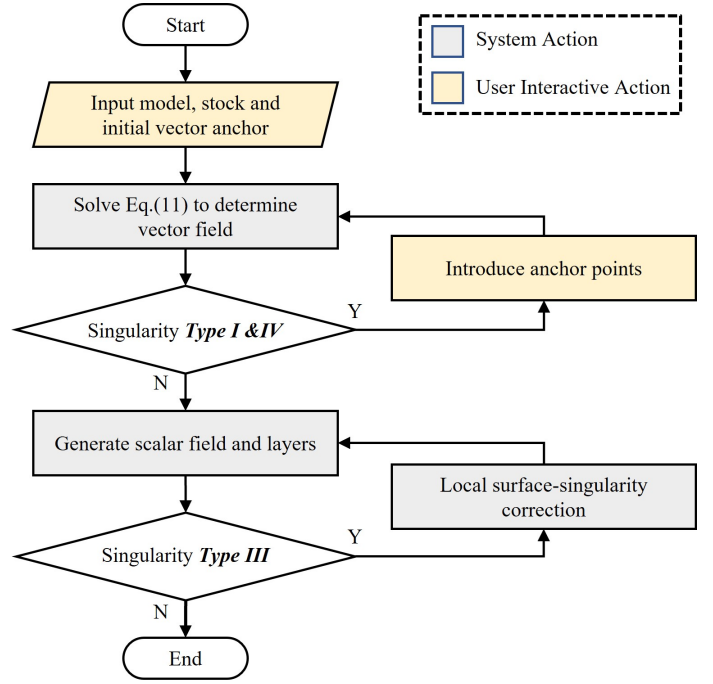 Start
System Action
User Interactive Action
Input model, stock and
initial vector anchor
Solve Eq.(11) to determine
vector field
Introduce anchor points
Singularity Type I &IV
Y
N
Generate scalar field and layers
Local surface-singularity
correction
Singularity Type III
Y
N
End